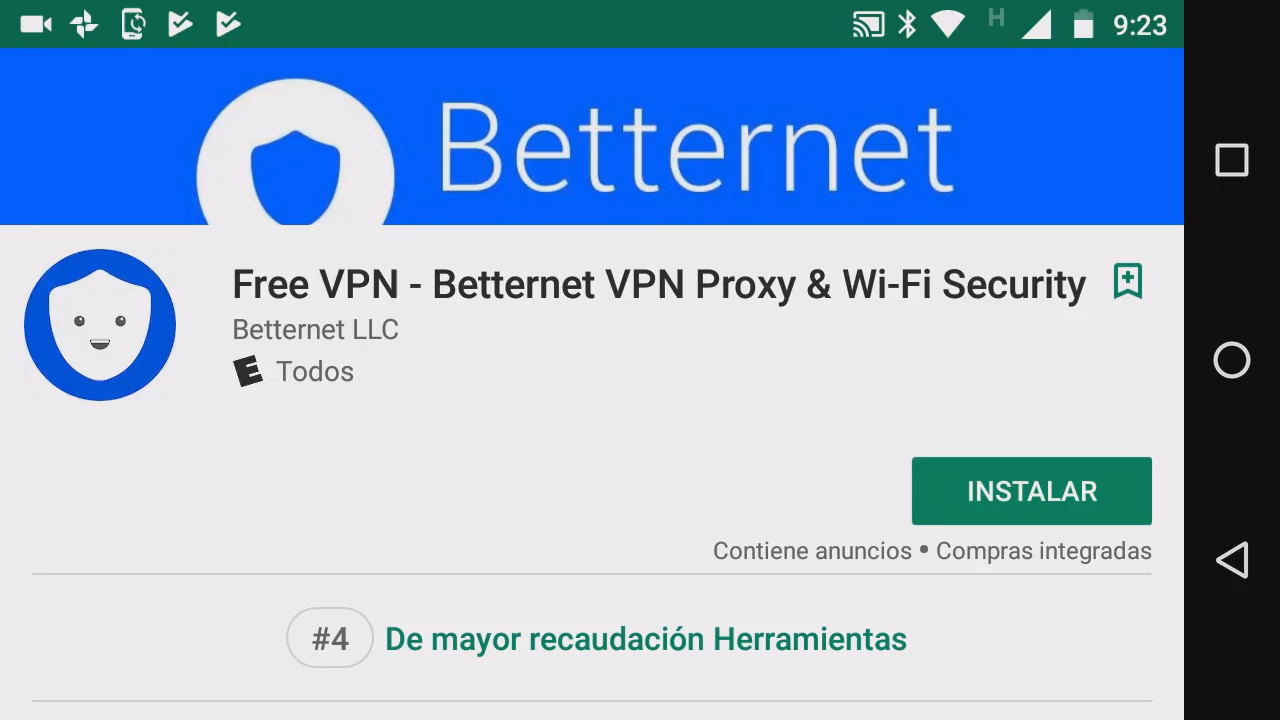 H
9:23
Betternet
Free VPN - Betternet VPN Proxy & Wi-Fi Security
Betternet LLC
E Todos
INSTALAR
Contiene anuncios • Compras integradas
#4 De mayor recaudación Herramientas